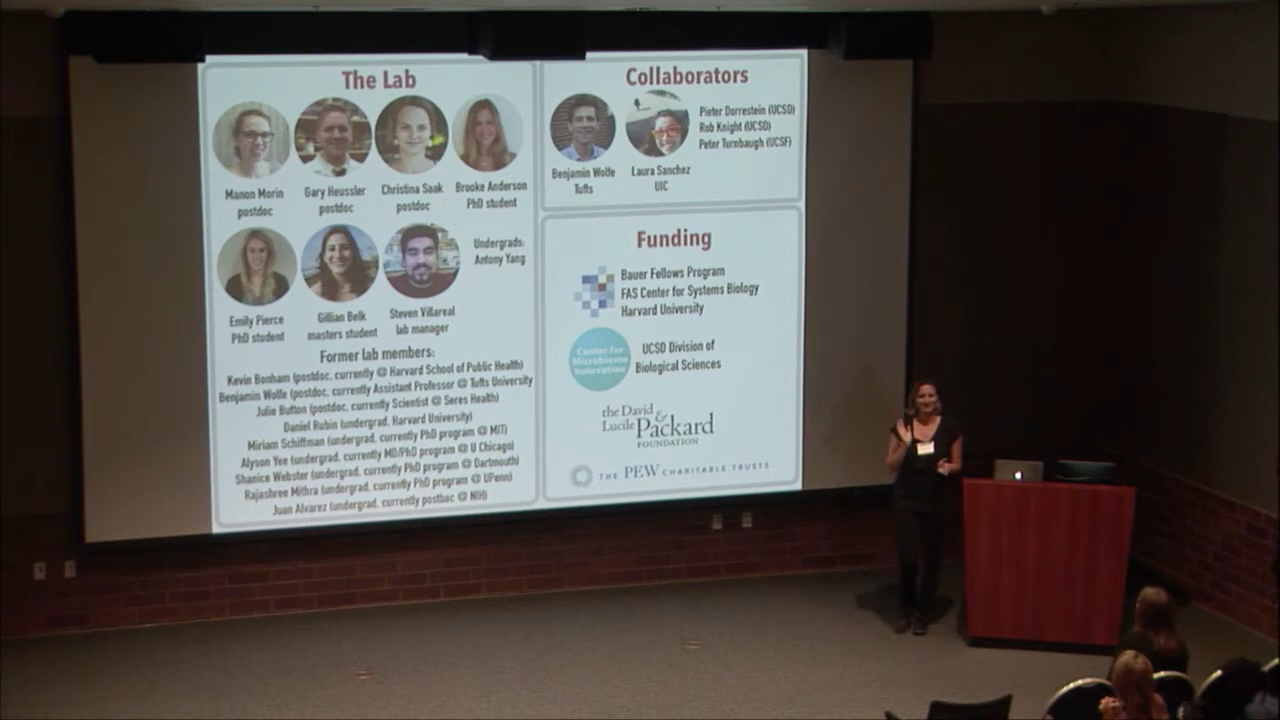 The Lab
Manon Morin
postdoc
Gary Heussler
postdoc
Christina Saak
postdoc
Brooke Anderson
PhD student
Emily Pierce
PhD student
Gillian Belk
masters student
Steven Villareal
lab manager
Undergrads:
Antony Yang
Former lab members:
Kevin Bonham (postdoc, currently @ Harvard School of Public Health)
Benjamin Wolfe (postdoc, currently Assistant Professor @ Tufts University
Julie Button (postdoc, currently Scientist @ Seres Health)
Daniel Rubin (undergrad, Harvard University)
Miriam Schiffman (undergrad, currently PhD program @ MIT)
Alyson Yee (undergrad, currently MD/PhD program @ U Chicago)
Shanice Webster (undergrad, currently PhD program @ Dartmouth)
Rajashree Mithra (undergrad, currently PhD program @ UPenn)
Juan Alvarez (undergrad, currently postbac @ NIH)
Collaborators
Benjamin Wolfe
Tufts
Laura Sanchez
UIC
Pieter Dorrestein (UCSD)
Rob Knight (UCSD)
Peter Turnbaugh (UCSF)
Funding
Bauer Fellows Program
FAS Center for Systems Biology
Harvard University
Center for
Microbiome
Innovation
UCSD Division of
Biological Sciences
the David &
Lucile Packard
FOUNDATION
THE PEW CHARITABLE TRUSTS